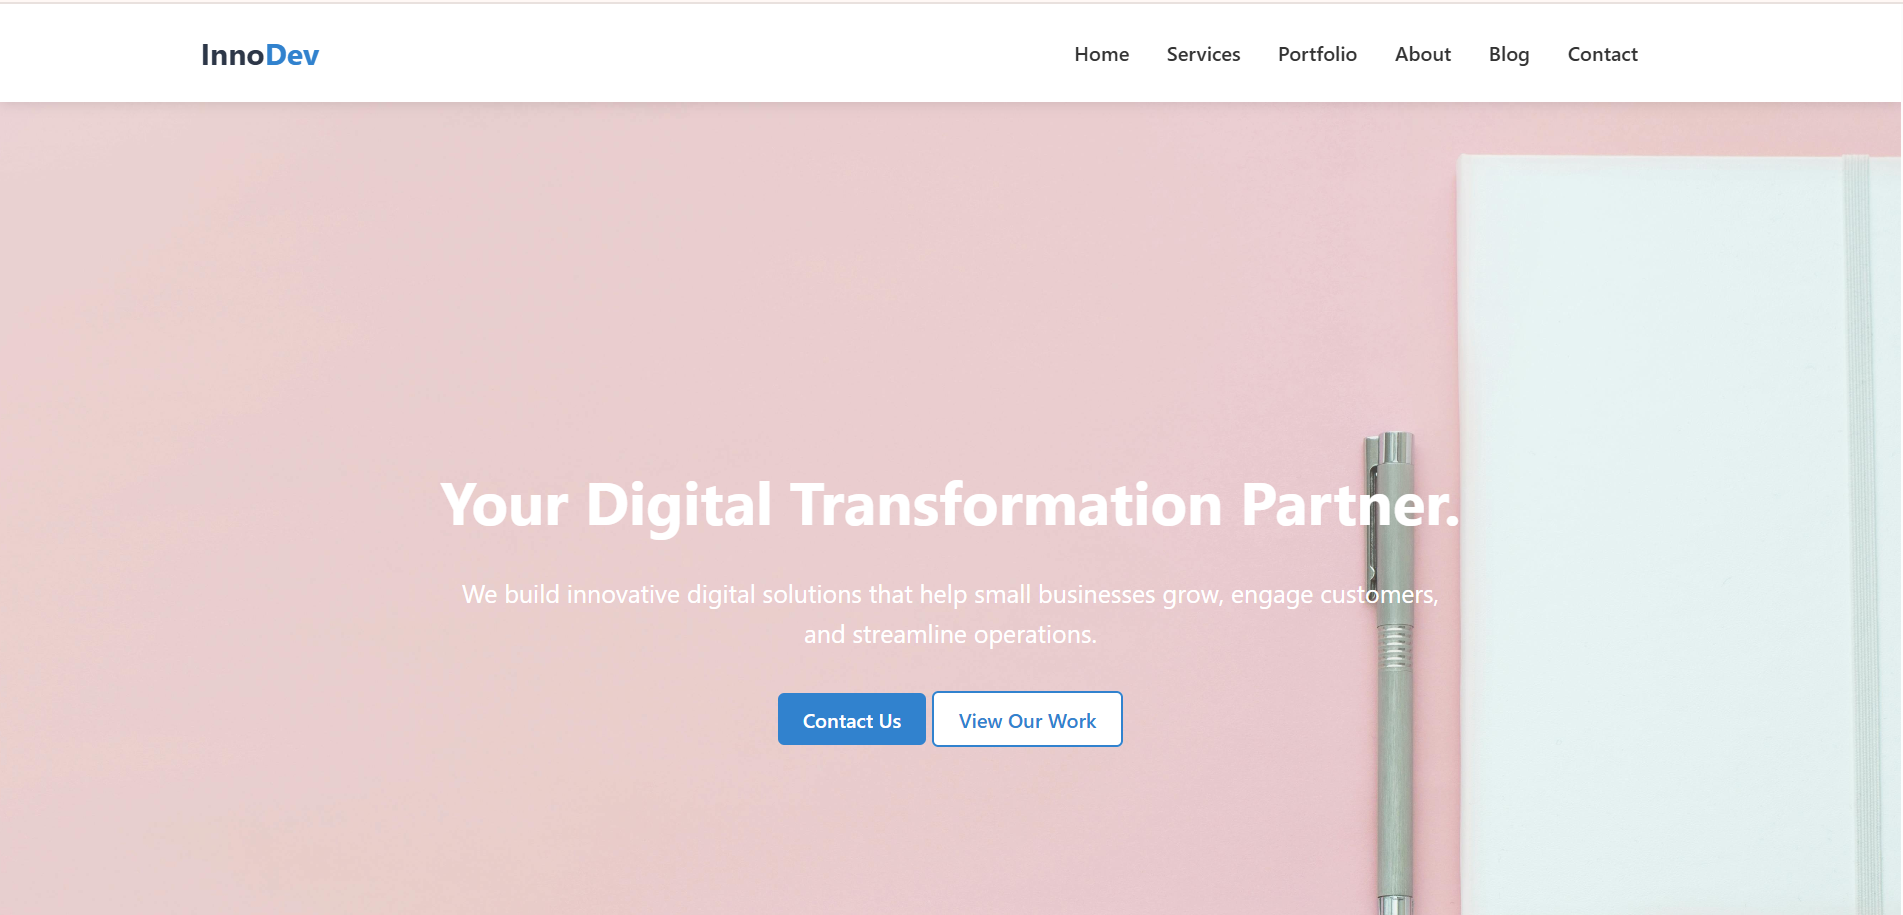 InnoDev
Home Services Portfolio About Blog Contact
Your Digital Transformation Partner.
We build innovative digital solutions that help small businesses grow, engage customers,
and streamline operations.
Contact Us View Our Work